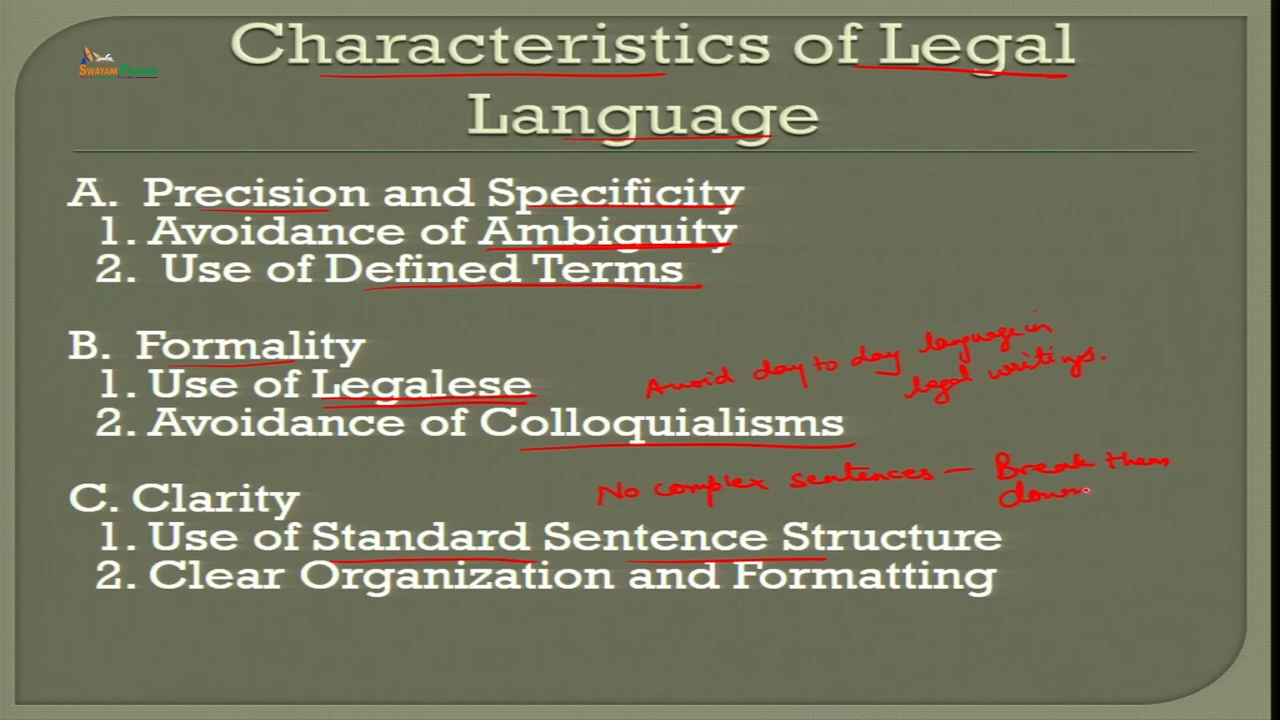 Characteristics of Legal
Language
SWAYAM Prabha
A. Precision and Specificity
1. Avoidance of Ambiguity
2. Use of Defined Terms
B. Formality
1. Use of Legalese
2. Avoidance of Colloquialisms
Avoid day to day language in
legal writings.
No complex sentences – Break them
down
C. Clarity
1. Use of Standard Sentence Structure
2. Clear Organization and Formatting